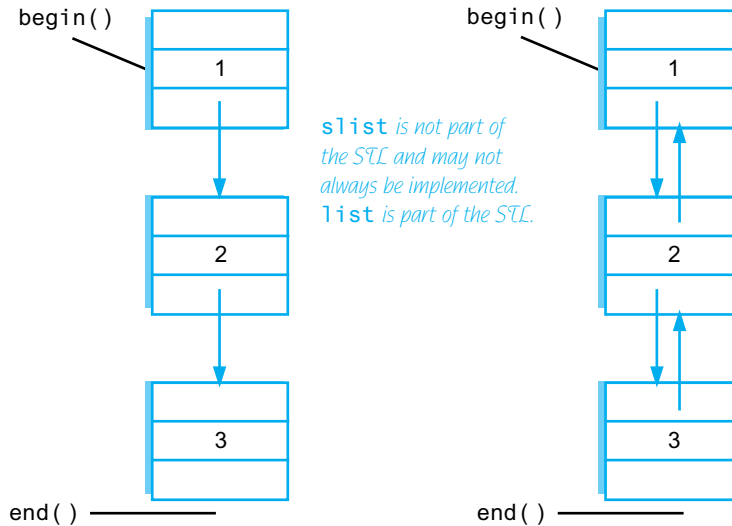 begin()
1
2
3
end()
slist is not part of
the STL and may not
always be implemented.
list is part of the STL.
begin()
1
2
3
end()